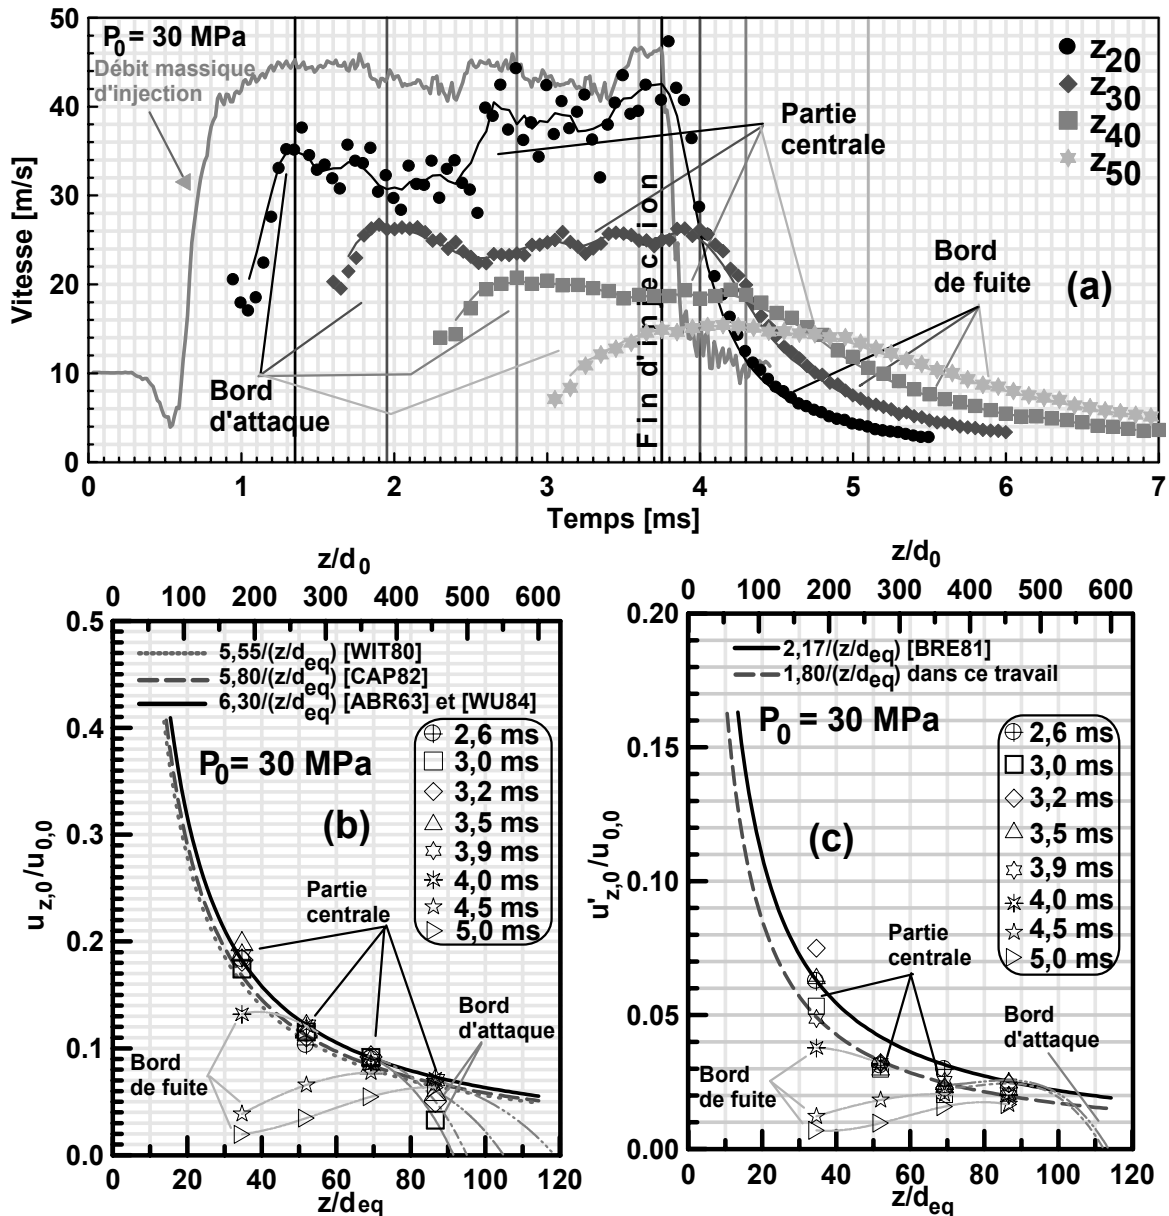 50
40
30
20
10
0
Vitesse [m/s]
P0 = 30 MPa
Débit massique
d'injection
Partie
centrale
z20
z30
z40
z50
Bord
de fuite
(a)
Bord
d'attaque
Fin d'injection
0 1 2 3 4 5 6 7
Temps [ms]
z/d0
0 100 200 300 400 500 600
0.5
0.4
0.3
0.2
0.1
0.0
uz,0/u0,0
5,55/(z/deq) [WIT80]
5,80/(z/deq) [CAP82]
6,30/(z/deq) [ABR63] et [WU84]
P0 = 30 MPa
2,6 ms
3,0 ms
3,2 ms
3,5 ms
3,9 ms
4,0 ms
4,5 ms
5,0 ms
(b)
Partie
centrale
Bord
d'attaque
Bord
de fuite
0 20 40 60 80 100 120
z/deq
z/d0
0 100 200 300 400 500 600
0.20
0.15
0.10
0.05
0.00
u'z,0/u0,0
2,17/(z/deq) [BRE81]
1,80/(z/deq) dans ce travail
P0 = 30 MPa
2,6 ms
3,0 ms
3,2 ms
3,5 ms
3,9 ms
4,0 ms
4,5 ms
5,0 ms
(c)
Partie
centrale
Bord
d'attaque
Bord
de fuite
0 20 40 60 80 100 120
z/deq